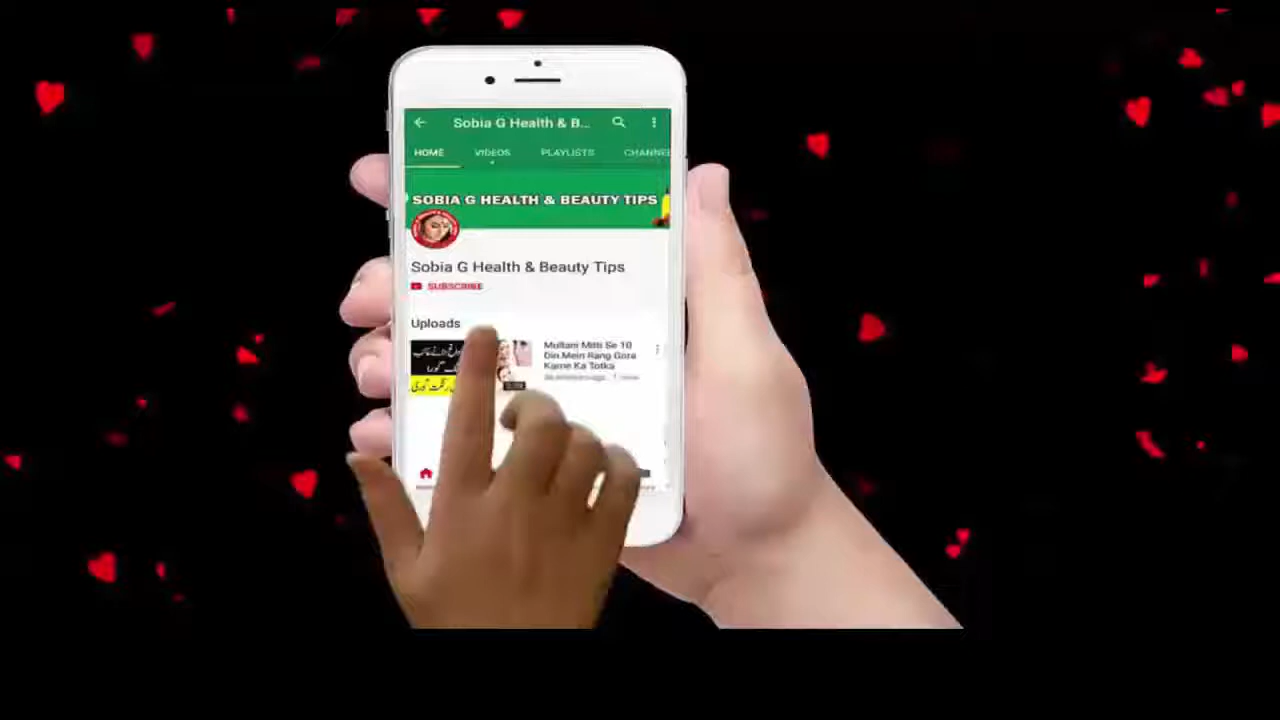 Sobia G Health & B...
HOME VIDEOS PLAYLISTS CHANNE
SOBIA G HEALTH & BEAUTY TIPS
Sobia G Health & Beauty Tips
SUBSCRIBE
Uploads
Multani Mitti Se 10
Din Mein Rang Gora
Karne Ka Totka